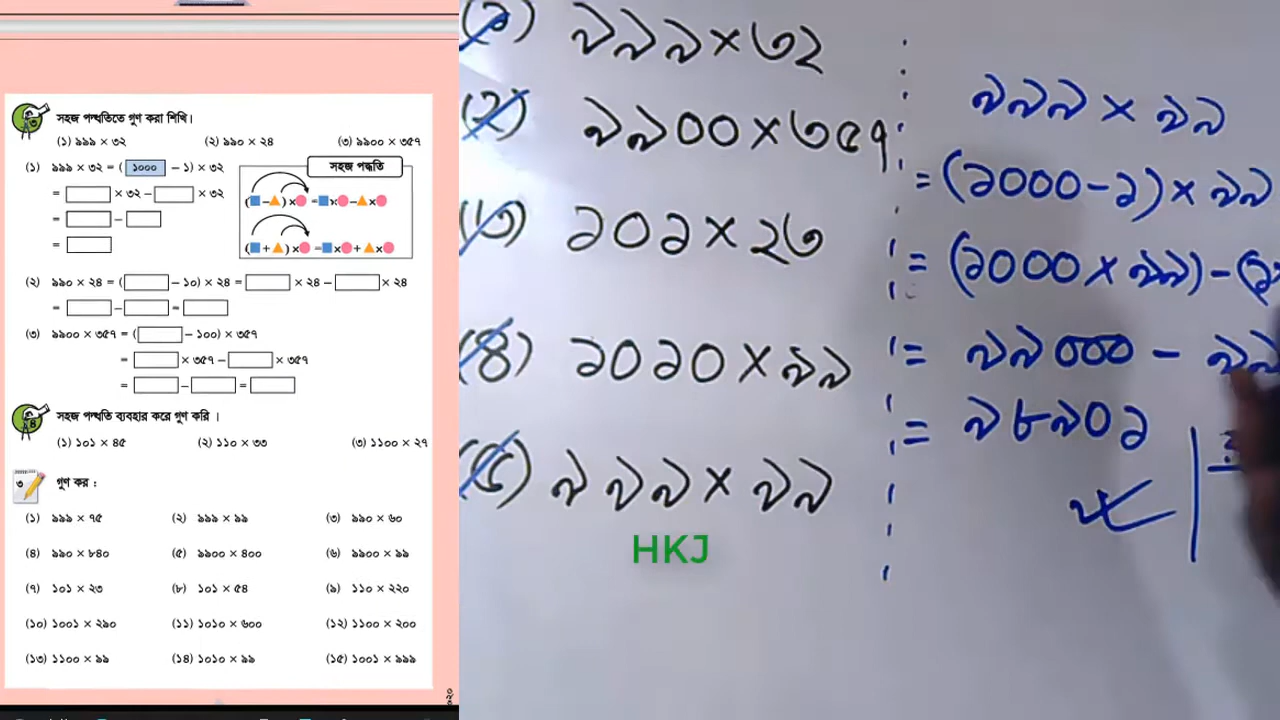 ৩ সহজ পদ্ধতিতে গুণ করা শিখি।
(১) ৯৯৯ × ৩২ (২) ৯৯০ × ২৪ (৩) ৯৯০০ × ৩৫৭
(১) ৯৯৯ × ৩২ = ( ১০০০ − ১) × ৩২
= × ৩২ − × ৩২
= −
=
সহজ পদ্ধতি
( − ) × = × − ×
( + ) × = × + ×
(২) ৯৯০ × ২৪ = ( − ১০) × ২৪ = × ২৪ − × ২৪
= − =
(৩) ৯৯০০ × ৩৫৭ = ( − ১০০) × ৩৫৭
= × ৩৫৭ − × ৩৫৭
= − =
৪ সহজ পদ্ধতি ব্যবহার করে গুণ করি ।
(১) ১০১ × ৪৫ (২) ১১০ × ৩৩ (৩) ১১০০ × ২৭
৩ গুণ কর :
(১) ৯৯৯ × ৭৫ (২) ৯৯৯ × ৯৯ (৩) ৯৯০ × ৬০
(৪) ৯৯০ × ৮৪০ (৫) ৯৯০০ × ৪০০ (৬) ৯৯০০ × ৯৯
(৭) ১০১ × ২৩ (৮) ১০১ × ৫৪ (৯) ১১০ × ২২০
(১০) ১০০১ × ২৯০ (১১) ১০১০ × ৬০০ (১২) ১১০০ × ২০০
(১৩) ১১০০ × ৯৯ (১৪) ১০১০ × ৯৯ (১৫) ১০০১ × ৯৯৯
(১) ৯৯৯ × ৩২
(২) ৯৯০০ × ৩৫৭
(৩) ১০১ × ২৩
(৪) ১০১০ × ৯৯
(৫) ৯৯৯ × ৯৯
HKJ
৯৯৯ × ৯৯
= (১০০০ − ১) × ৯৯
= (১০০০ × ৯৯) − (১
= ৯৯০০০ − ৯৯
= ৯৮৯০১